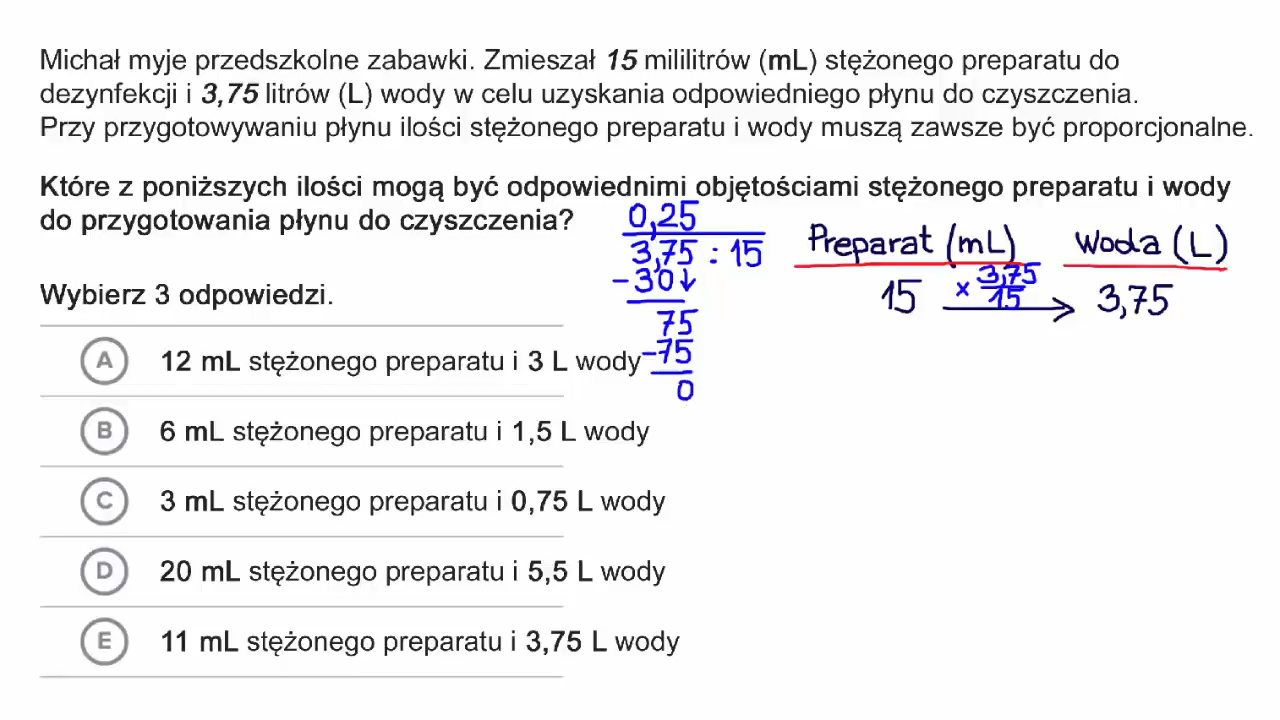 Michał myje przedszkolne zabawki. Zmieszał 15 mililitrów (mL) stężonego preparatu do
dezynfekcji i 3,75 litrów (L) wody w celu uzyskania odpowiedniego płynu do czyszczenia.
Przy przygotowywaniu płynu ilości stężonego preparatu i wody muszą zawsze być proporcjonalne.
Które z poniższych ilości mogą być odpowiednimi objętościami stężonego preparatu i wody
do przygotowania płynu do czyszczenia?
Wybierz 3 odpowiedzi.
A 12 mL stężonego preparatu i 3 L wody
B 6 mL stężonego preparatu i 1,5 L wody
C 3 mL stężonego preparatu i 0,75 L wody
D 20 mL stężonego preparatu i 5,5 L wody
E 11 mL stężonego preparatu i 3,75 L wody
0,25
3,75 : 15
-30↓
75
-75
0
Preparat (mL) Woda (L)
15 × 3,75/15 → 3,75